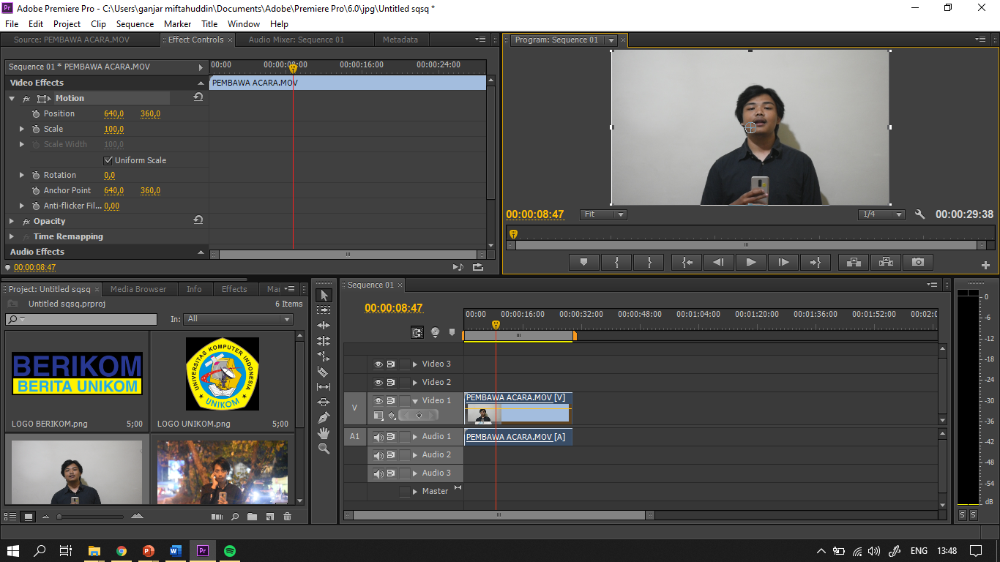 Adobe Premiere Pro - C:\Users\ganjar miftahuddin\Documents\Adobe\Premiere Pro\6.0\jpg\Untitled sqsq *
File Edit Project Clip Sequence Marker Title Window Help
Source: PEMBAWA ACARA.MOV Effect Controls Audio Mixer: Sequence 01 Metadata
Program: Sequence 01
Sequence 01 * PEMBAWA ACARA.MOV
00:00 00:00:08:00 00:00:16:00 00:00:24:00
Video Effects
PEMBAWA ACARA.MOV
fx Motion
Position 640,0 360,0
Scale 100,0
Scale Width 100,0
Uniform Scale
Rotation 0,0
Anchor Point 640,0 360,0
Anti-flicker Fil... 0,00
fx Opacity
fx Time Remapping
Audio Effects
00:00:08:47
00:00:08:47 Fit 1/4 00:00:29:38
Project: Untitled sqsq Media Browser Info Effects Mar
Untitled sqsq.prproj 6 Items
In: All
BERIKOM
BERITA UNIKOM
UNIVERSITAS KOMPUTER INDONESIA
UNIKOM
LOGO BERIKOM.png 5;00
LOGO UNIKOM.png 5;00
Sequence 01
00:00:08:47
00:00 00:00:16:00 00:00:32:00 00:00:48:00 00:01:04:00 00:01:20:00 00:01:36:00 00:01:52:00 00:02:0
Video 3
Video 2
V Video 1 PEMBAWA ACARA.MOV [V]
A1 Audio 1 PEMBAWA ACARA.MOV [A]
Audio 2
Audio 3
Master
0
-6
-12
-18
-24
-30
-36
-42
-48
-54
dB
S S
ENG 13:48